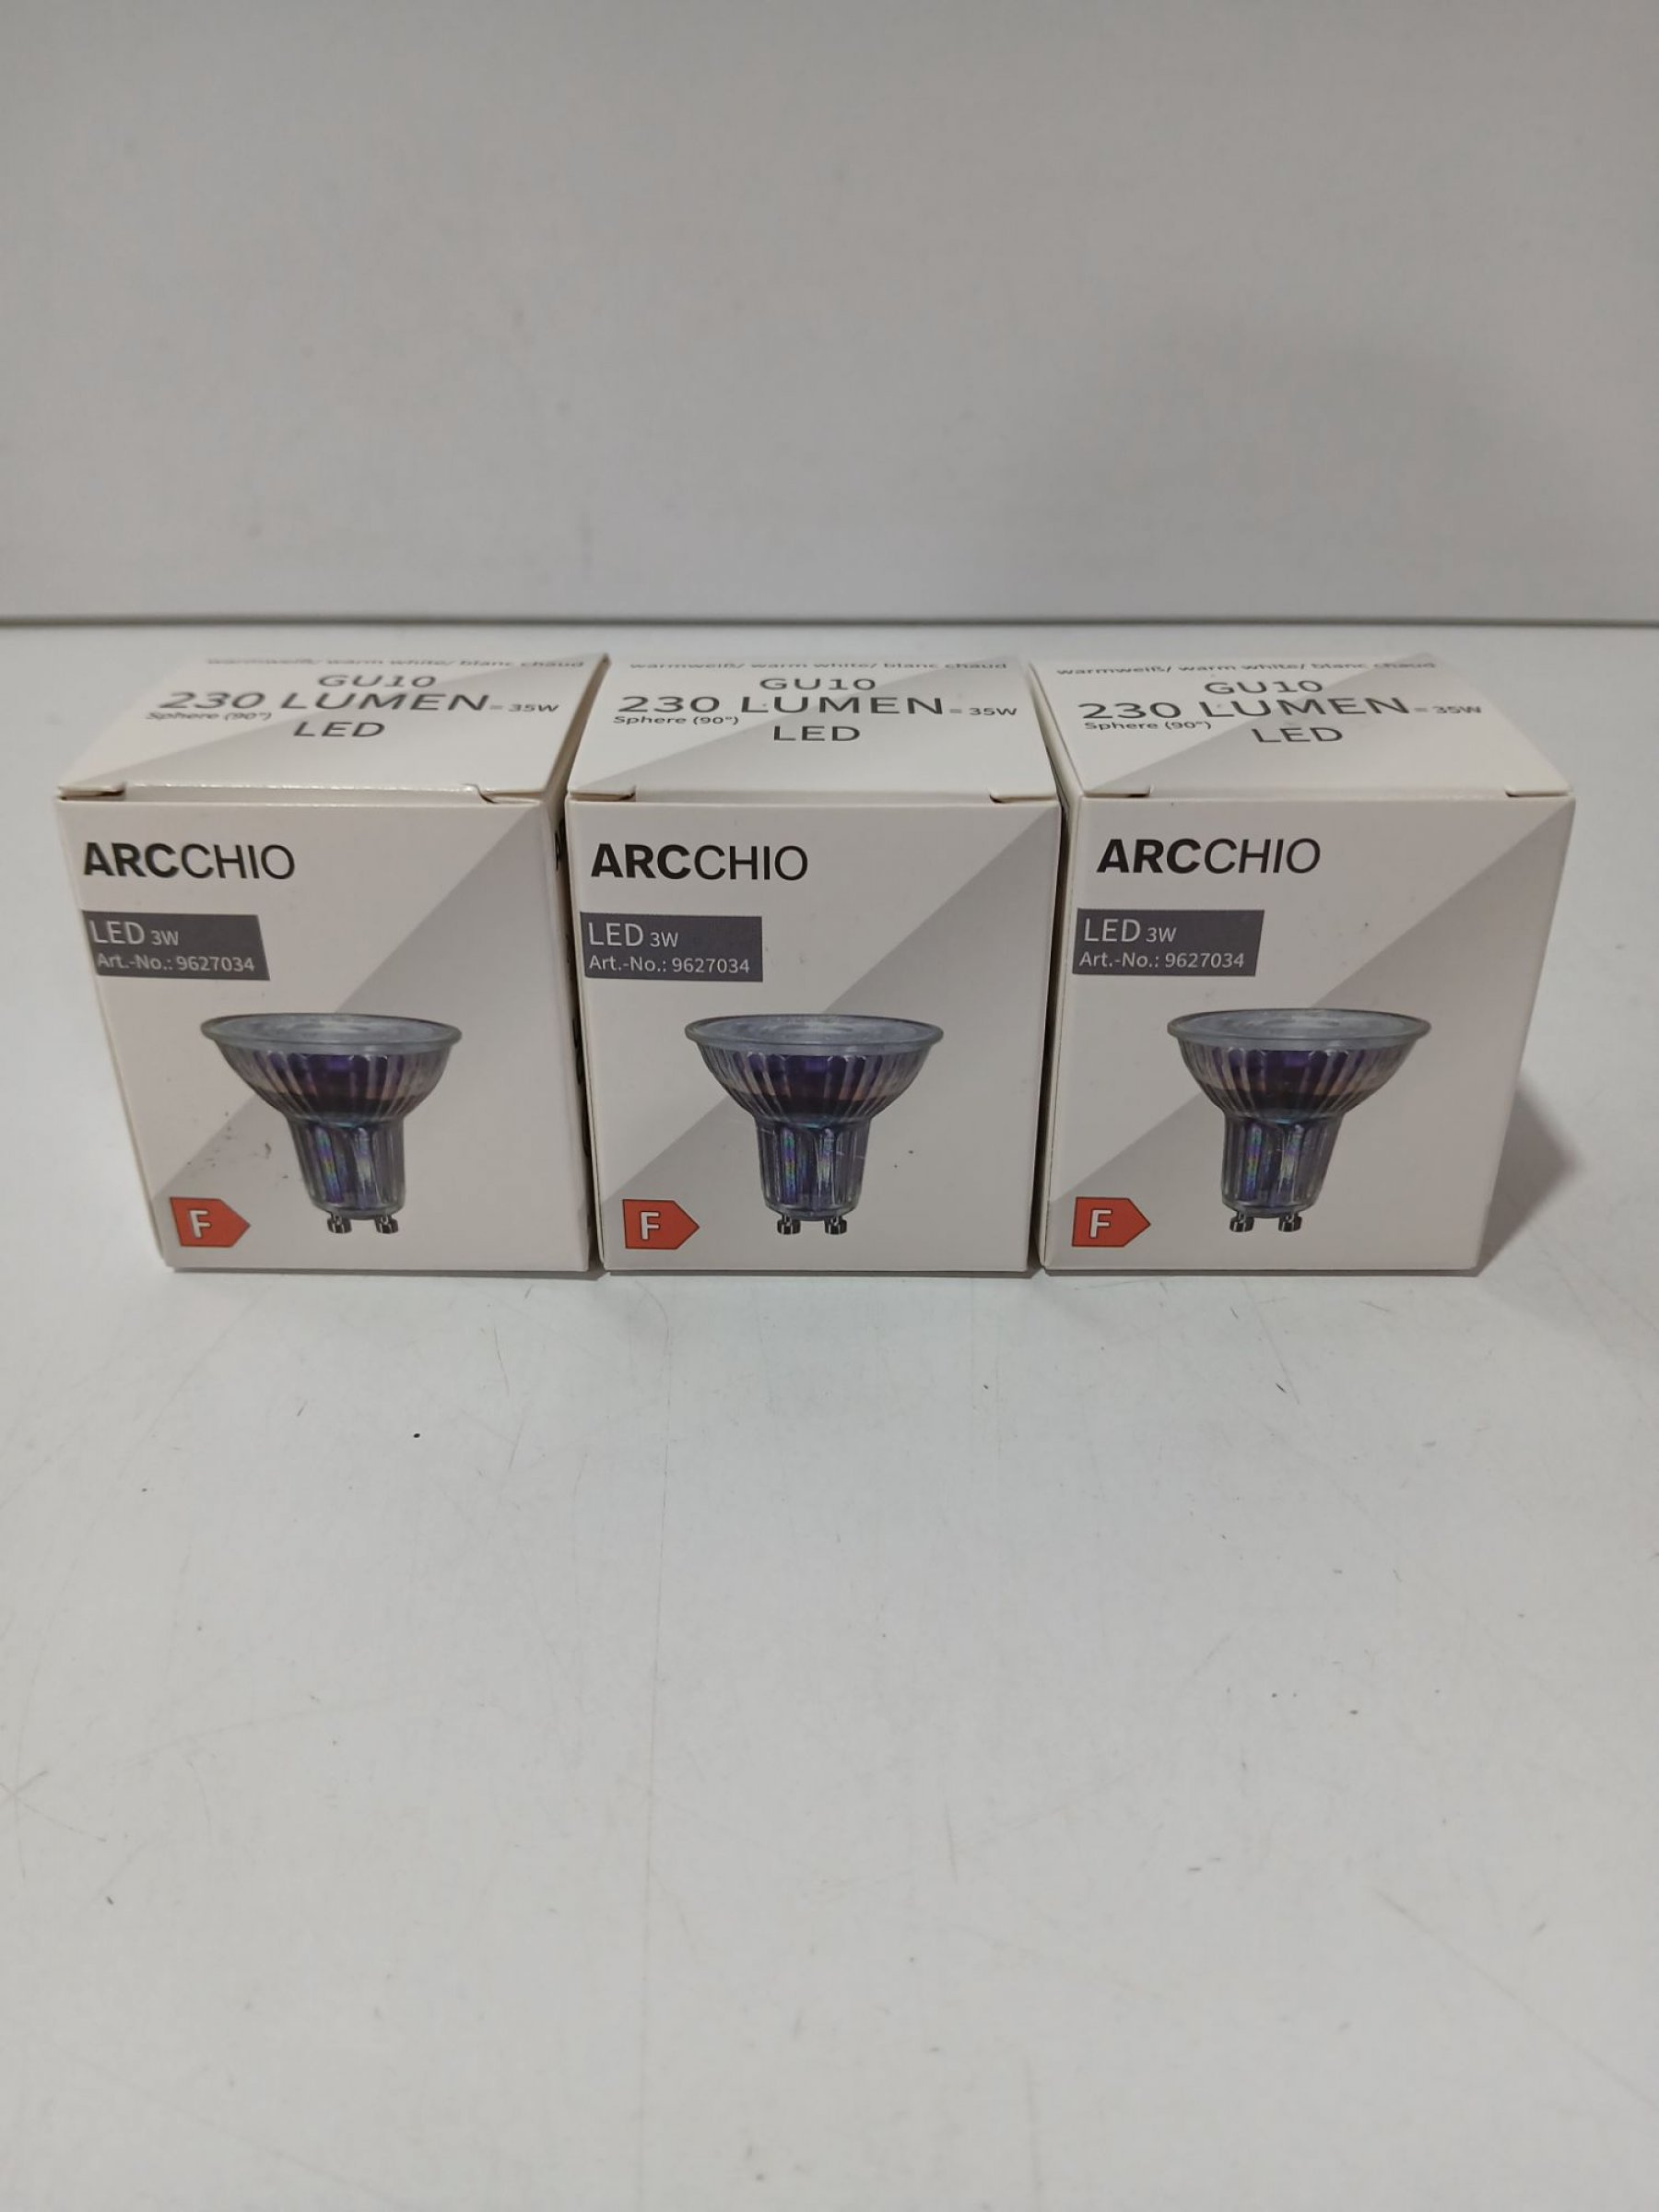 warmweiß/ warm white/ blanc chaud
GU10
230 LUMEN = 35W
Sphere (90°)
LED
ARCCHIO
LED 3W
Art.-No.: 9627034
F
warmweiß/ warm white/ blanc chaud
GU10
230 LUMEN = 35W
Sphere (90°)
LED
ARCCHIO
LED 3W
Art.-No.: 9627034
F
warmweiß/ warm white/ blanc chaud
GU10
230 LUMEN = 35W
Sphere (90°)
LED
ARCCHIO
LED 3W
Art.-No.: 9627034
F